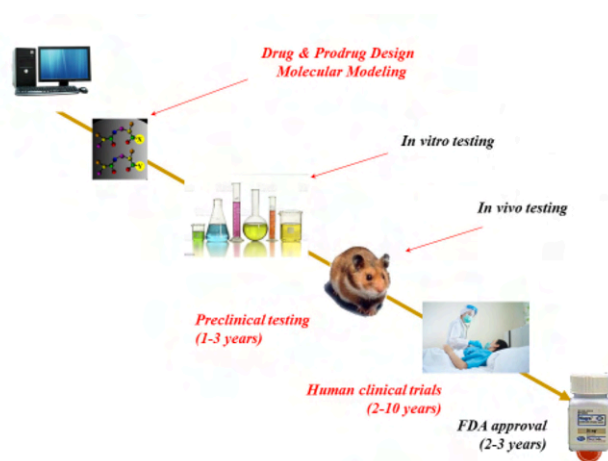 Drug & Prodrug Design
Molecular Modeling
In vitro testing
In vivo testing
Preclinical testing
(1-3 years)
Human clinical trials
(2-10 years)
FDA approval
(2-3 years)